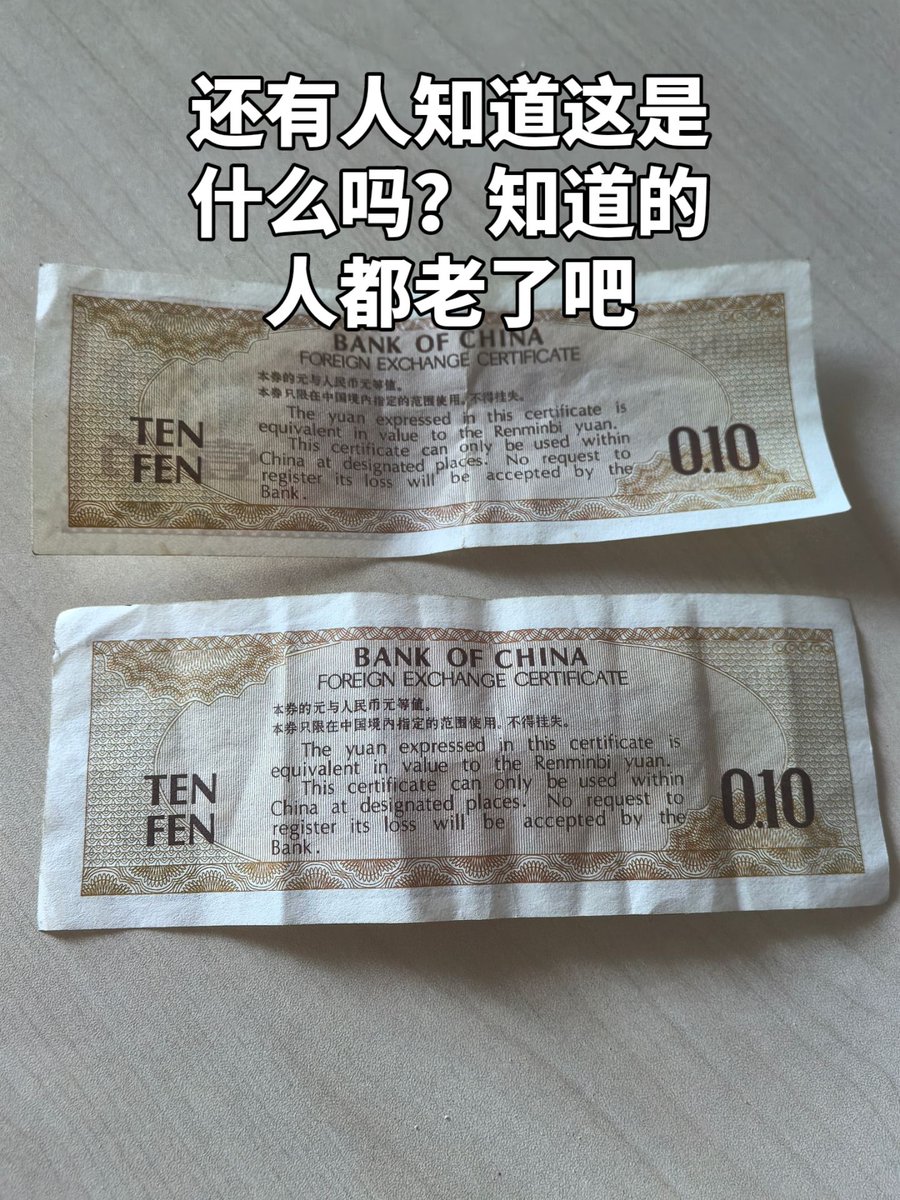 还有人知道这是
什么吗？知道的
人都老了吧
BANK OF CHINA
FOREIGN EXCHANGE CERTIFICATE
本券的元与人民币元等值。
本券只限在中国境内指定的范围使用，不得挂失。
The yuan expressed in this certificate is
equivalent in value to the Renminbi yuan.
This certificate can only be used within
China at designated places. No request to
register its loss will be accepted by the
Bank.
TEN
FEN
0.10
BANK OF CHINA
FOREIGN EXCHANGE CERTIFICATE
本券的元与人民币元等值。
本券只限在中国境内指定的范围使用，不得挂失。
The yuan expressed in this certificate is
equivalent in value to the Renminbi yuan.
This certificate can only be used within
China at designated places. No request to
register its loss will be accepted by the
Bank.
TEN
FEN
0.10